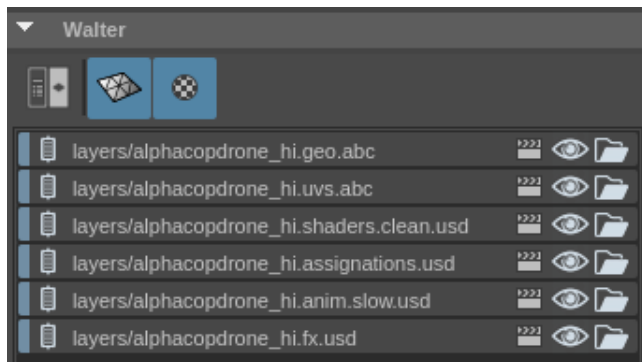 Walter
layers/alphacopdrone_hi.geo.abc
layers/alphacopdrone_hi.uvs.abc
layers/alphacopdrone_hi.shaders.clean.usd
layers/alphacopdrone_hi.assignations.usd
layers/alphacopdrone_hi.anim.slow.usd
layers/alphacopdrone_hi.fx.usd